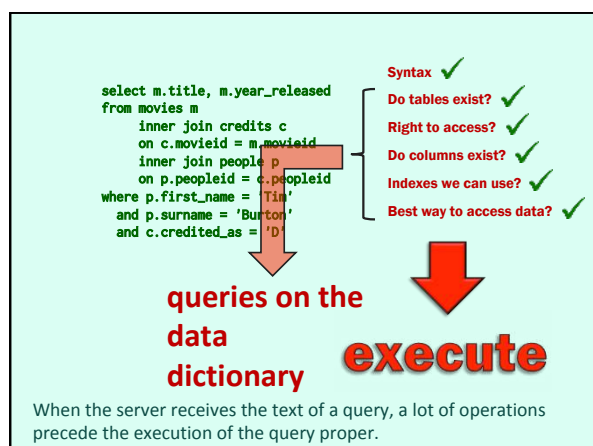 select m.title, m.year_released
from movies m
inner join credits c
on c.movieid = m.movieid
inner join people p
on p.peopleid = c.peopleid
where p.first_name = 'Tim'
and p.surname = 'Burton'
and c.credited_as = 'D'
Syntax
Do tables exist?
Right to access?
Do columns exist?
Indexes we can use?
Best way to access data?
queries on the
data
dictionary
execute
When the server receives the text of a query, a lot of operations
precede the execution of the query proper.